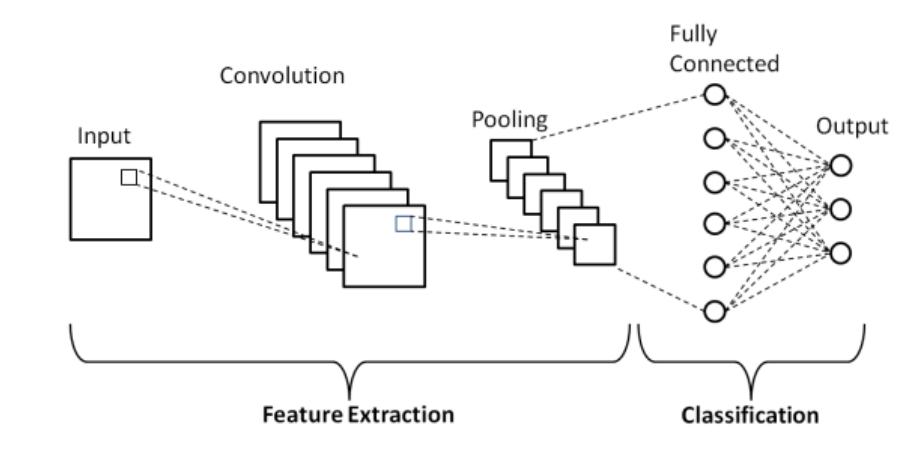 Input
Convolution
Pooling
Fully
Connected
Output
Feature Extraction
Classification